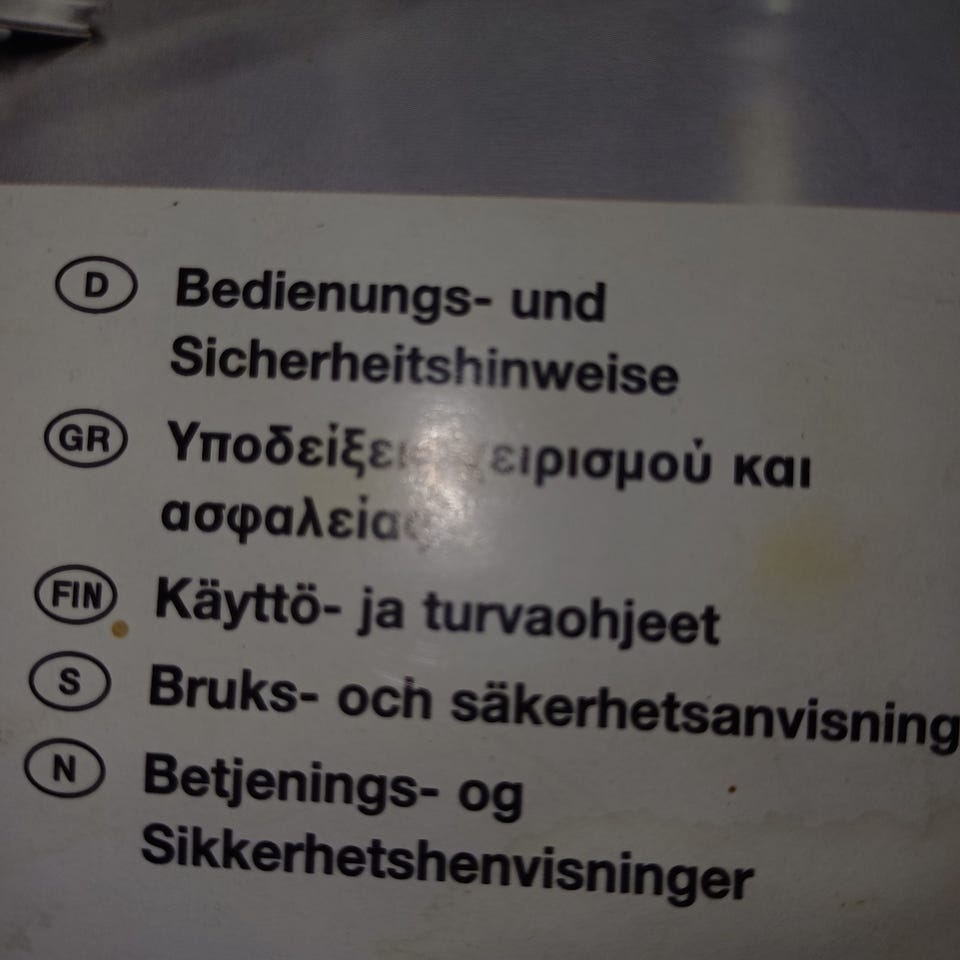 D Bedienungs- und
Sicherheitshinweise
GR και
FIN Käyttö- ja turvaohjeet
S Bruks- och säkerhetsanvisning
N Betjenings- og
Sikkerhetshenvisninger